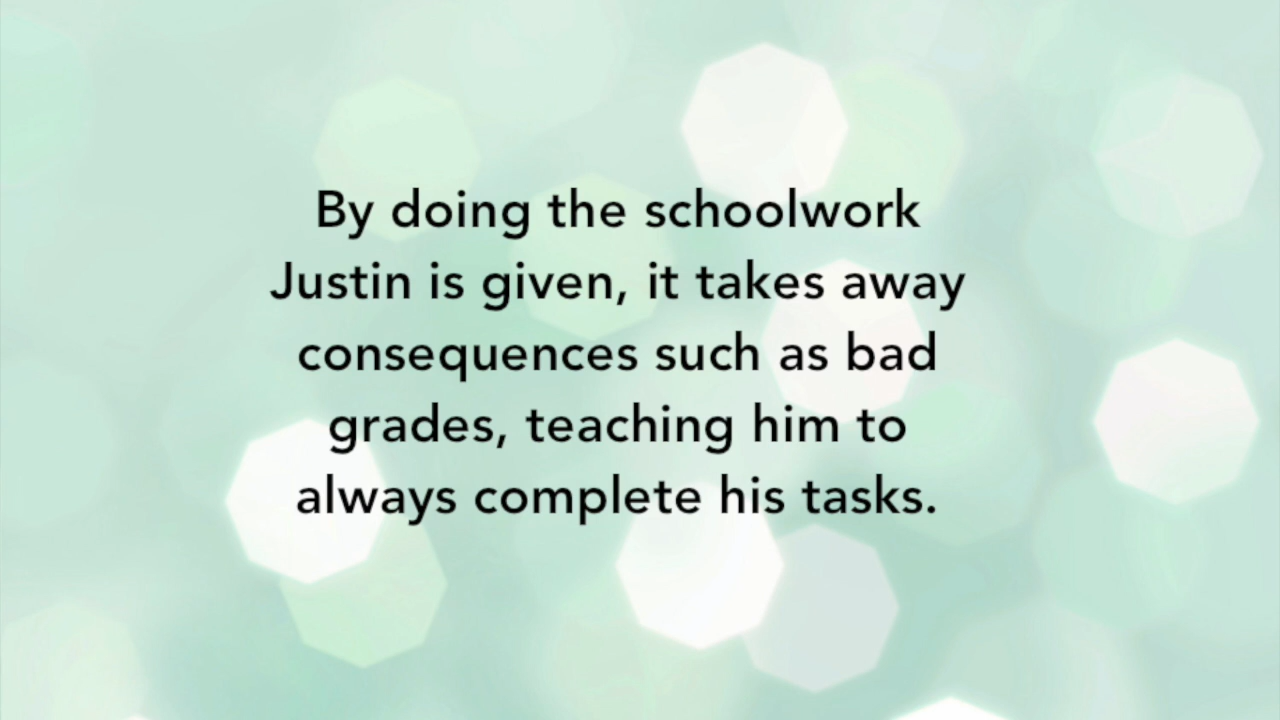 By doing the schoolwork
Justin is given, it takes away
consequences such as bad
grades, teaching him to
always complete his tasks.